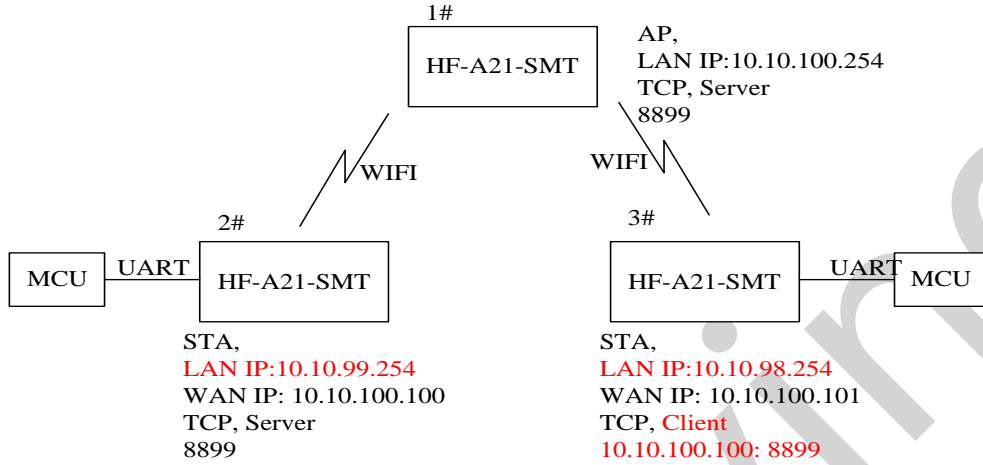 1#
HF-A21-SMT
AP,
LAN IP:10.10.100.254
TCP, Server
8899
WIFI
WIFI
2#
3#
MCU
UART
HF-A21-SMT
HF-A21-SMT
UART
MCU
STA,
LAN IP:10.10.99.254
WAN IP: 10.10.100.100
TCP, Server
8899
STA,
LAN IP:10.10.98.254
WAN IP: 10.10.100.101
TCP, Client
10.10.100.100: 8899